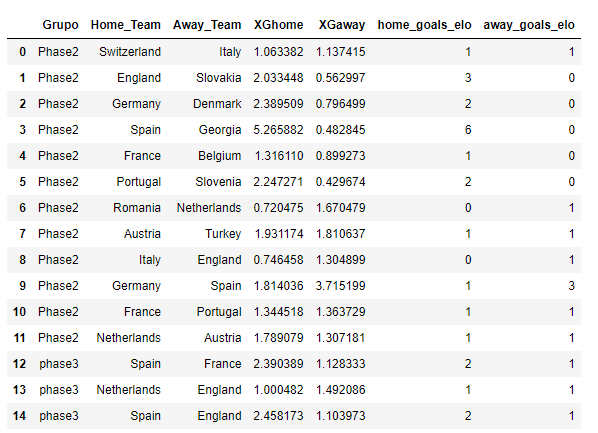 Grupo Home_Team Away_Team XGhome XGaway home_goals_elo away_goals_elo
0 Phase2 Switzerland Italy 1.063382 1.137415 1 1
1 Phase2 England Slovakia 2.033448 0.562997 3 0
2 Phase2 Germany Denmark 2.389509 0.796499 2 0
3 Phase2 Spain Georgia 5.265882 0.482845 6 0
4 Phase2 France Belgium 1.316110 0.899273 1 0
5 Phase2 Portugal Slovenia 2.247271 0.429674 2 0
6 Phase2 Romania Netherlands 0.720475 1.670479 0 1
7 Phase2 Austria Turkey 1.931174 1.810637 1 1
8 Phase2 Italy England 0.746458 1.304899 0 1
9 Phase2 Germany Spain 1.814036 3.715199 1 3
10 Phase2 France Portugal 1.344518 1.363729 1 1
11 Phase2 Netherlands Austria 1.789079 1.307181 1 1
12 phase3 Spain France 2.390389 1.128333 2 1
13 phase3 Netherlands England 1.000482 1.492086 1 1
14 phase3 Spain England 2.458173 1.103973 2 1